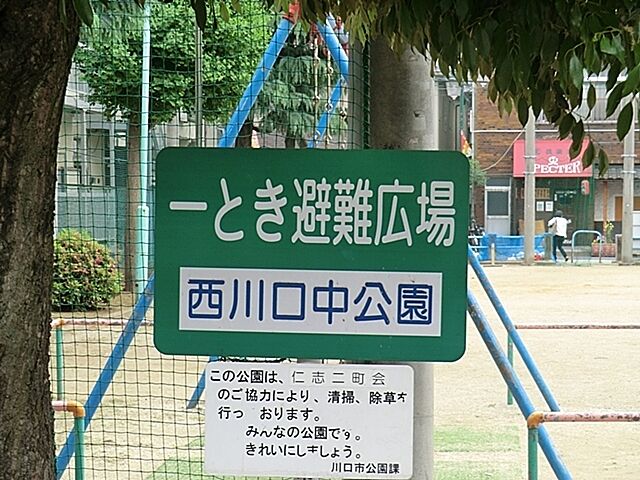 一とき避難広場
西川口中公園
この公園は、仁志二町会
のご協力により、清掃、除草
行っ おります。
みんなの公園です。
きれいにしましょう。
川口市公園課
PECTER